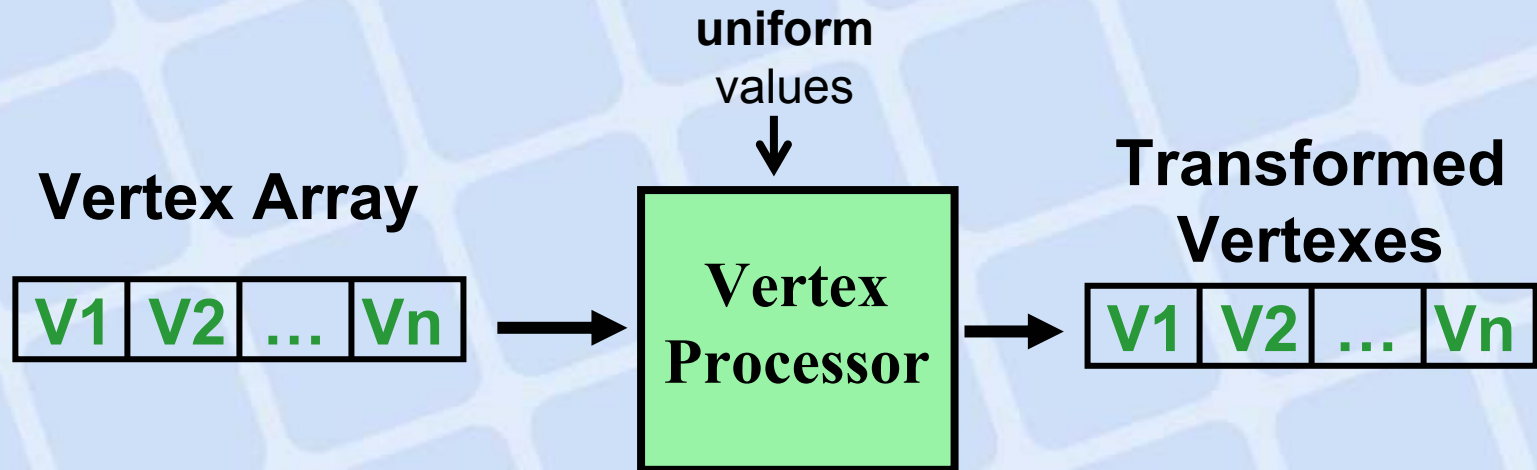 uniform
values
Vertex Array
V1 V2 … Vn
Vertex
Processor
Transformed
Vertexes
V1 V2 … Vn